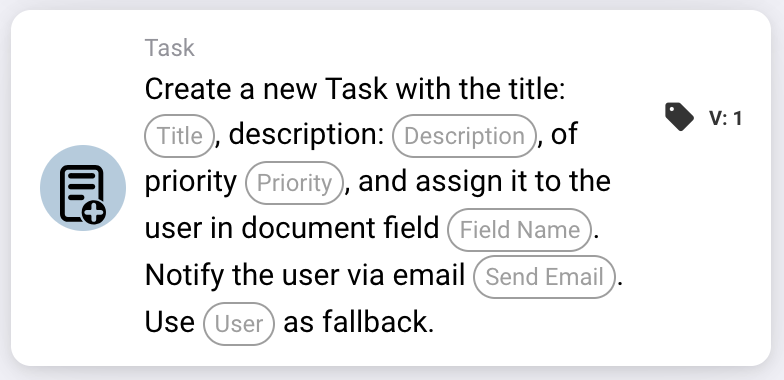 Task
Create a new Task with the title:
Title, description: Description, of
V: 1
priority Priority, and assign it to the
user in document field Field Name.
Notify the user via email Send Email.
Use User as fallback.